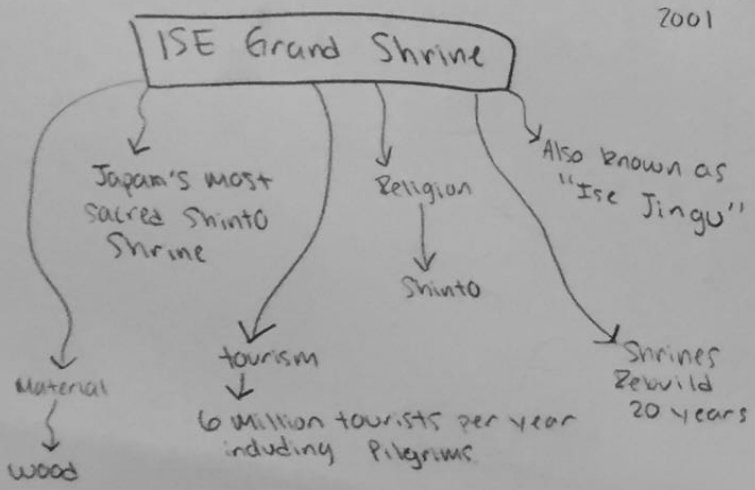 2001
ISE Grand Shrine
Japam's most
sacred Shinto
Shrine
Religion
Shinto
Also known as
"Ise Jingu"
Material
wood
tourism
6 Million tourists per year
including Pilgrims
Shrines
Rebuild
20 years